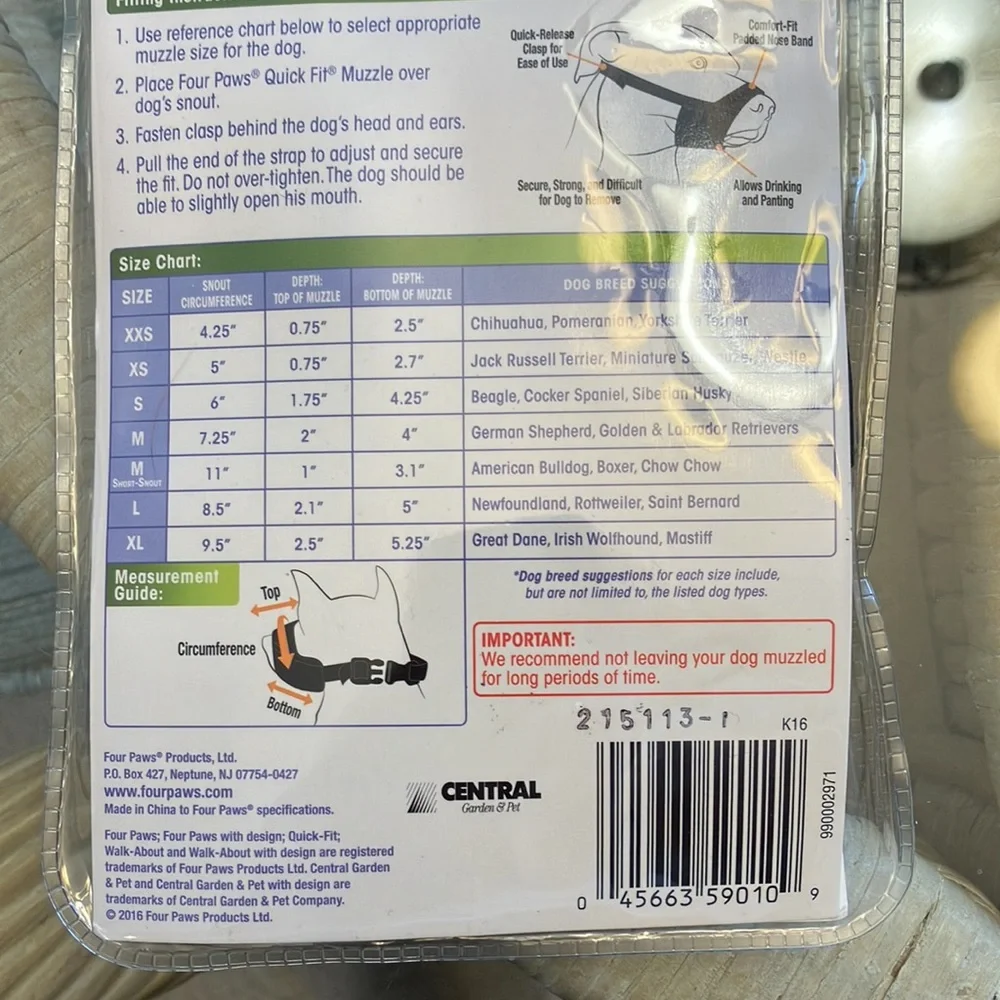 1. Use reference chart below to select appropriate
muzzle size for the dog.
2. Place Four Paws® Quick Fit® Muzzle over
dog's snout.
3. Fasten clasp behind the dog's head and ears.
4. Pull the end of the strap to adjust and secure
the fit. Do not over-tighten. The dog should be
able to slightly open his mouth.
Quick-Release
Clasp for
Ease of Use
Comfort-Fit
Padded Nose Band
Secure, Strong, and Difficult
for Dog to Remove
Allows Drinking
and Panting
Size Chart:
SIZE SNOUT CIRCUMFERENCE DEPTH: TOP OF MUZZLE DEPTH: BOTTOM OF MUZZLE DOG BREED
XXS 4.25" 0.75" 2.5" Chihuahua, Pomeranian, Terrier
XS 5" 0.75" 2.7" Jack Russell Terrier, Miniature Westie
S 6" 1.75" 4.25" Beagle, Cocker Spaniel, Siberian Husky
M 7.25" 2" 4" German Shepherd, Golden & Labrador Retrievers
M SHORT-SNOUT 11" 1" 3.1" American Bulldog, Boxer, Chow Chow
L 8.5" 2.1" 5" Newfoundland, Rottweiler, Saint Bernard
XL 9.5" 2.5" 5.25" Great Dane, Irish Wolfhound, Mastiff
Measurement
Guide:
Top
Circumference
Bottom
*Dog breed suggestions for each size include,
but are not limited to, the listed dog types.
IMPORTANT:
We recommend not leaving your dog muzzled
for long periods of time.
215113-1
K16
Four Paws® Products, Ltd.
P.O. Box 427, Neptune, NJ 07754-0427
www.fourpaws.com
Made in China to Four Paws® specifications.
CENTRAL
Garden & Pet
Four Paws; Four Paws with design; Quick-Fit;
Walk-About and Walk-About with design are registered
trademarks of Four Paws Products Ltd. Central Garden
& Pet and Central Garden & Pet with design are
trademarks of Central Garden & Pet Company.
© 2016 Four Paws Products Ltd.
990002971
0 45663 59010 9